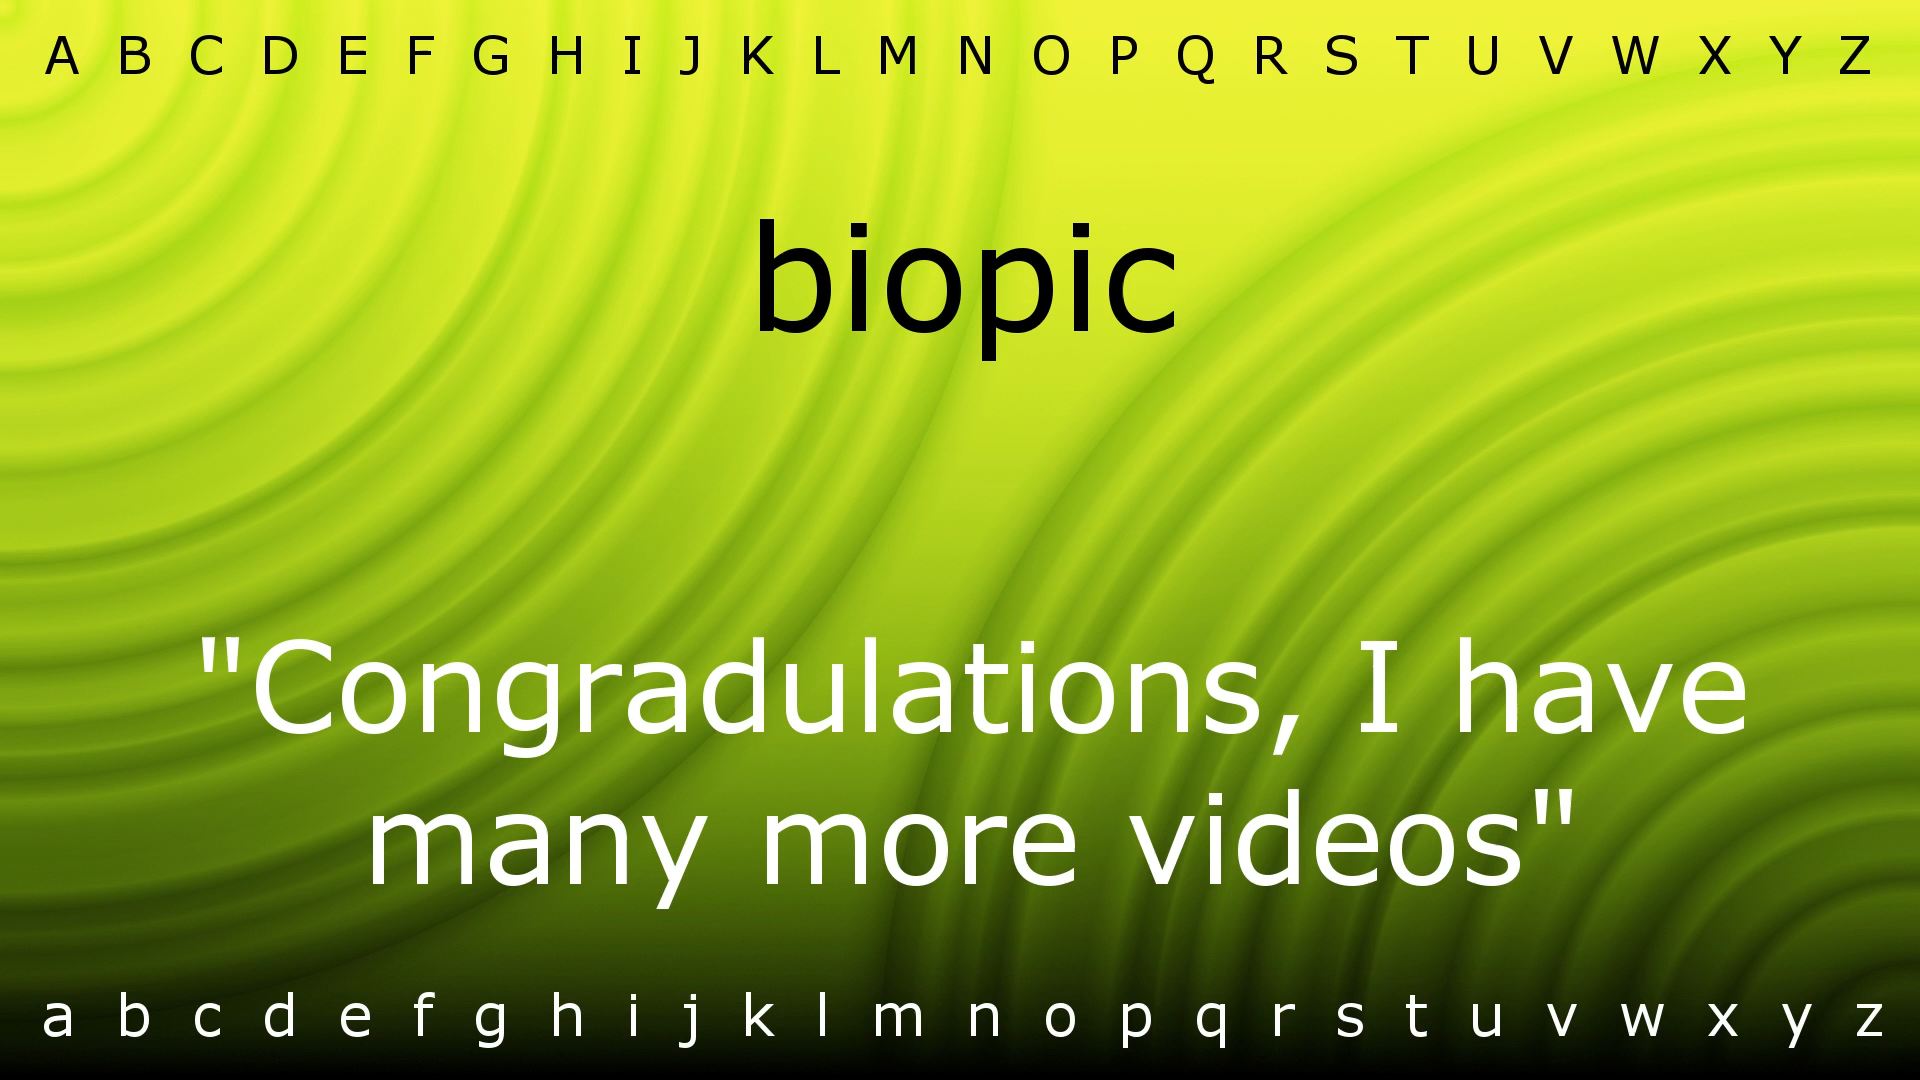 A B C D E F G H I J K L M N O P Q R S T U V W X Y Z
biopic
"Congradulations, I have
many more videos"
a b c d e f g h i j k l m n o p q r s t u v w x y z